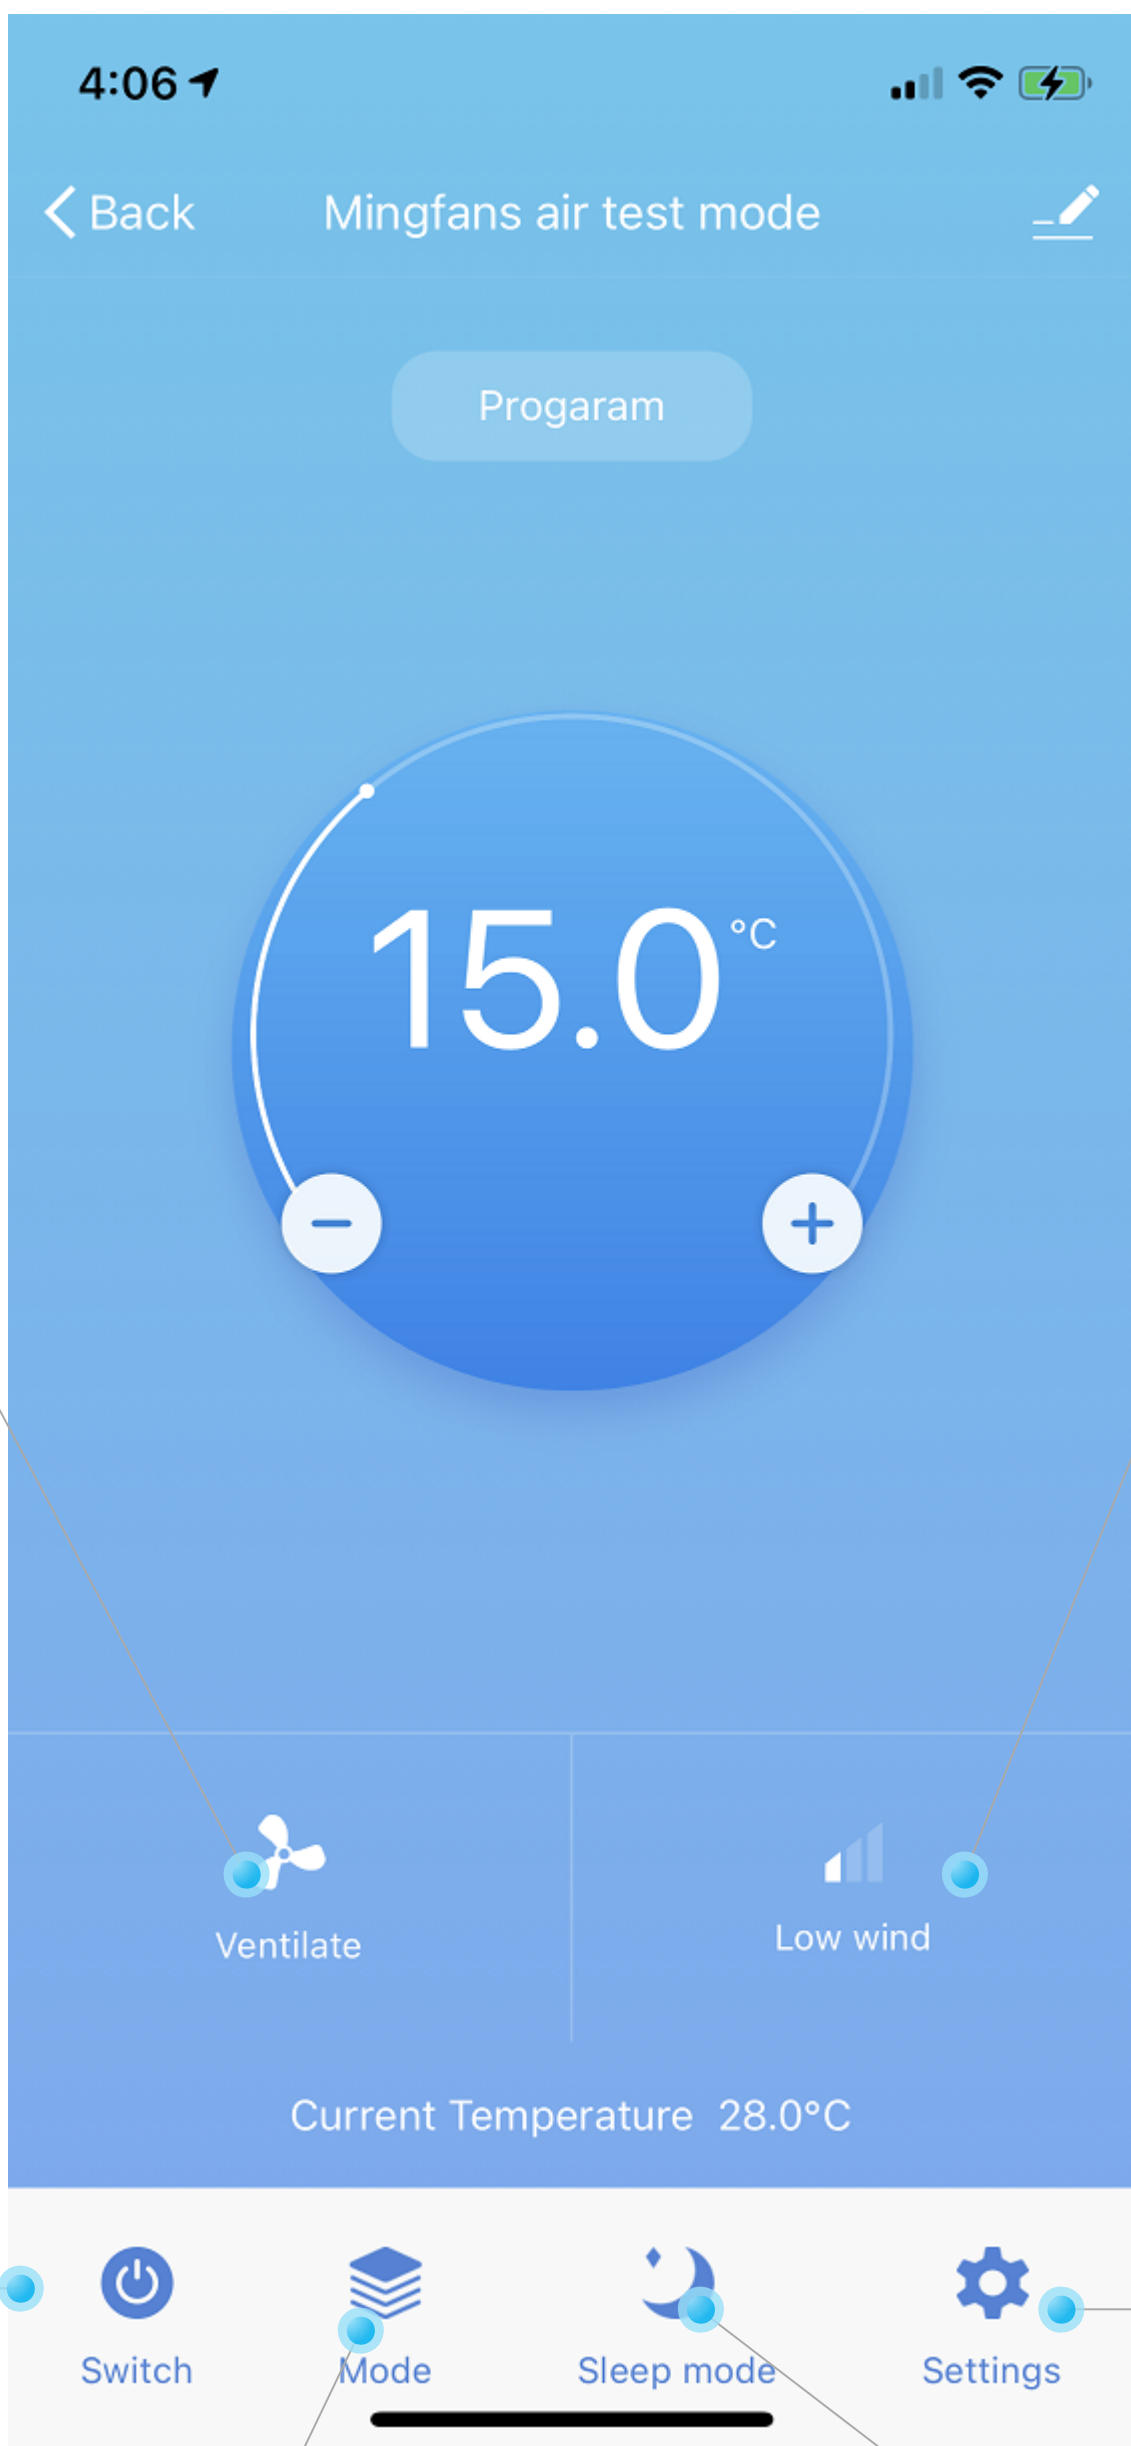 4:06
Back Mingfans air test mode
Progaram
15.0 °C
Ventilate Low wind
Current Temperature 28.0°C
Switch Mode Sleep mode Settings